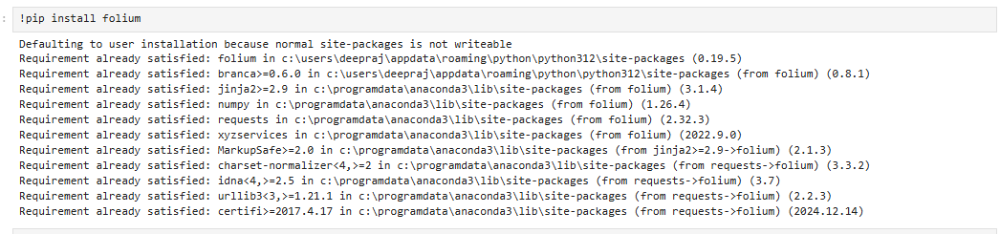 :
!pip install folium
Defaulting to user installation because normal site-packages is not writeable
Requirement already satisfied: folium in c:\users\deepraj\appdata\roaming\python\python312\site-packages (0.19.5)
Requirement already satisfied: branca>=0.6.0 in c:\users\deepraj\appdata\roaming\python\python312\site-packages (from folium) (0.8.1)
Requirement already satisfied: jinja2>=2.9 in c:\programdata\anaconda3\lib\site-packages (from folium) (3.1.4)
Requirement already satisfied: numpy in c:\programdata\anaconda3\lib\site-packages (from folium) (1.26.4)
Requirement already satisfied: requests in c:\programdata\anaconda3\lib\site-packages (from folium) (2.32.3)
Requirement already satisfied: xyzservices in c:\programdata\anaconda3\lib\site-packages (from folium) (2022.9.0)
Requirement already satisfied: MarkupSafe>=2.0 in c:\programdata\anaconda3\lib\site-packages (from jinja2>=2.9->folium) (2.1.3)
Requirement already satisfied: charset-normalizer<4,>=2 in c:\programdata\anaconda3\lib\site-packages (from requests->folium) (3.3.2)
Requirement already satisfied: idna<4,>=2.5 in c:\programdata\anaconda3\lib\site-packages (from requests->folium) (3.7)
Requirement already satisfied: urllib3<3,>=1.21.1 in c:\programdata\anaconda3\lib\site-packages (from requests->folium) (2.2.3)
Requirement already satisfied: certifi>=2017.4.17 in c:\programdata\anaconda3\lib\site-packages (from requests->folium) (2024.12.14)